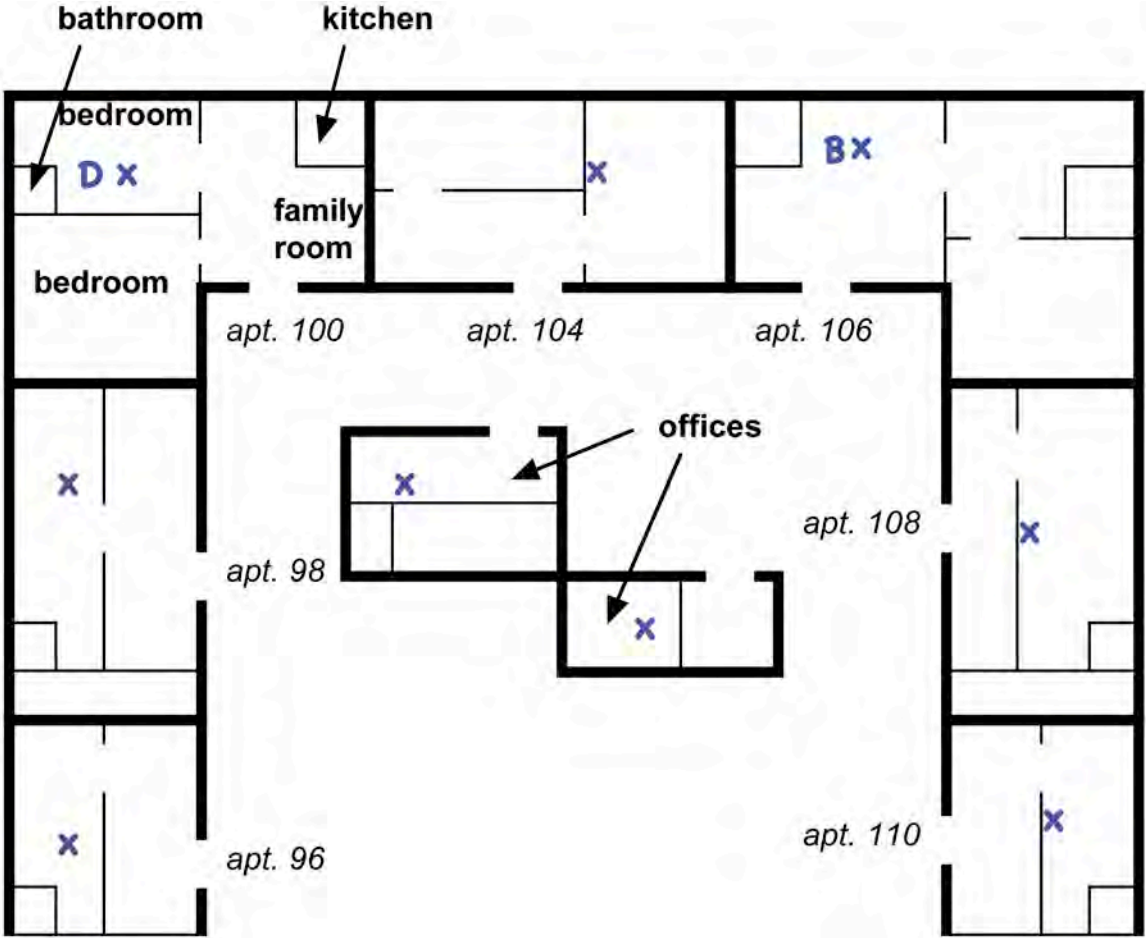 bathroom
kitchen
bedroom
D X
X
B X
family
room
bedroom
apt. 100
apt. 104
apt. 106
offices
X
X
apt. 108
X
apt. 98
X
X
apt. 110
X
apt. 96